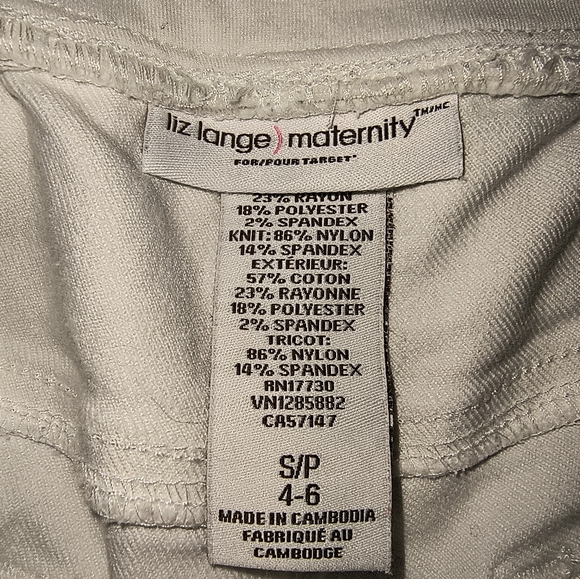 liz lange) maternity TM/MC
FOR/POUR TARGET*
23% RAYON
18% POLYESTER
2% SPANDEX
KNIT: 86% NYLON
14% SPANDEX
EXTÉRIEUR:
57% COTON
23% RAYONNE
18% POLYESTER
2% SPANDEX
TRICOT:
86% NYLON
14% SPANDEX
RN17730
VN1285882
CA57147
S/P
4-6
MADE IN CAMBODIA
FABRIQUÉ AU
CAMBODGE